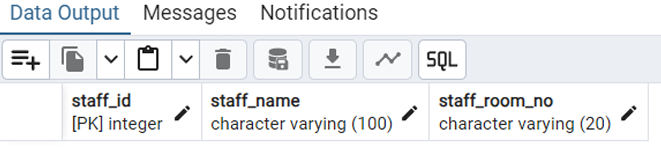 Data Output Messages Notifications
SQL
staff_id staff_name staff_room_no
[PK] integer character varying (100) character varying (20)